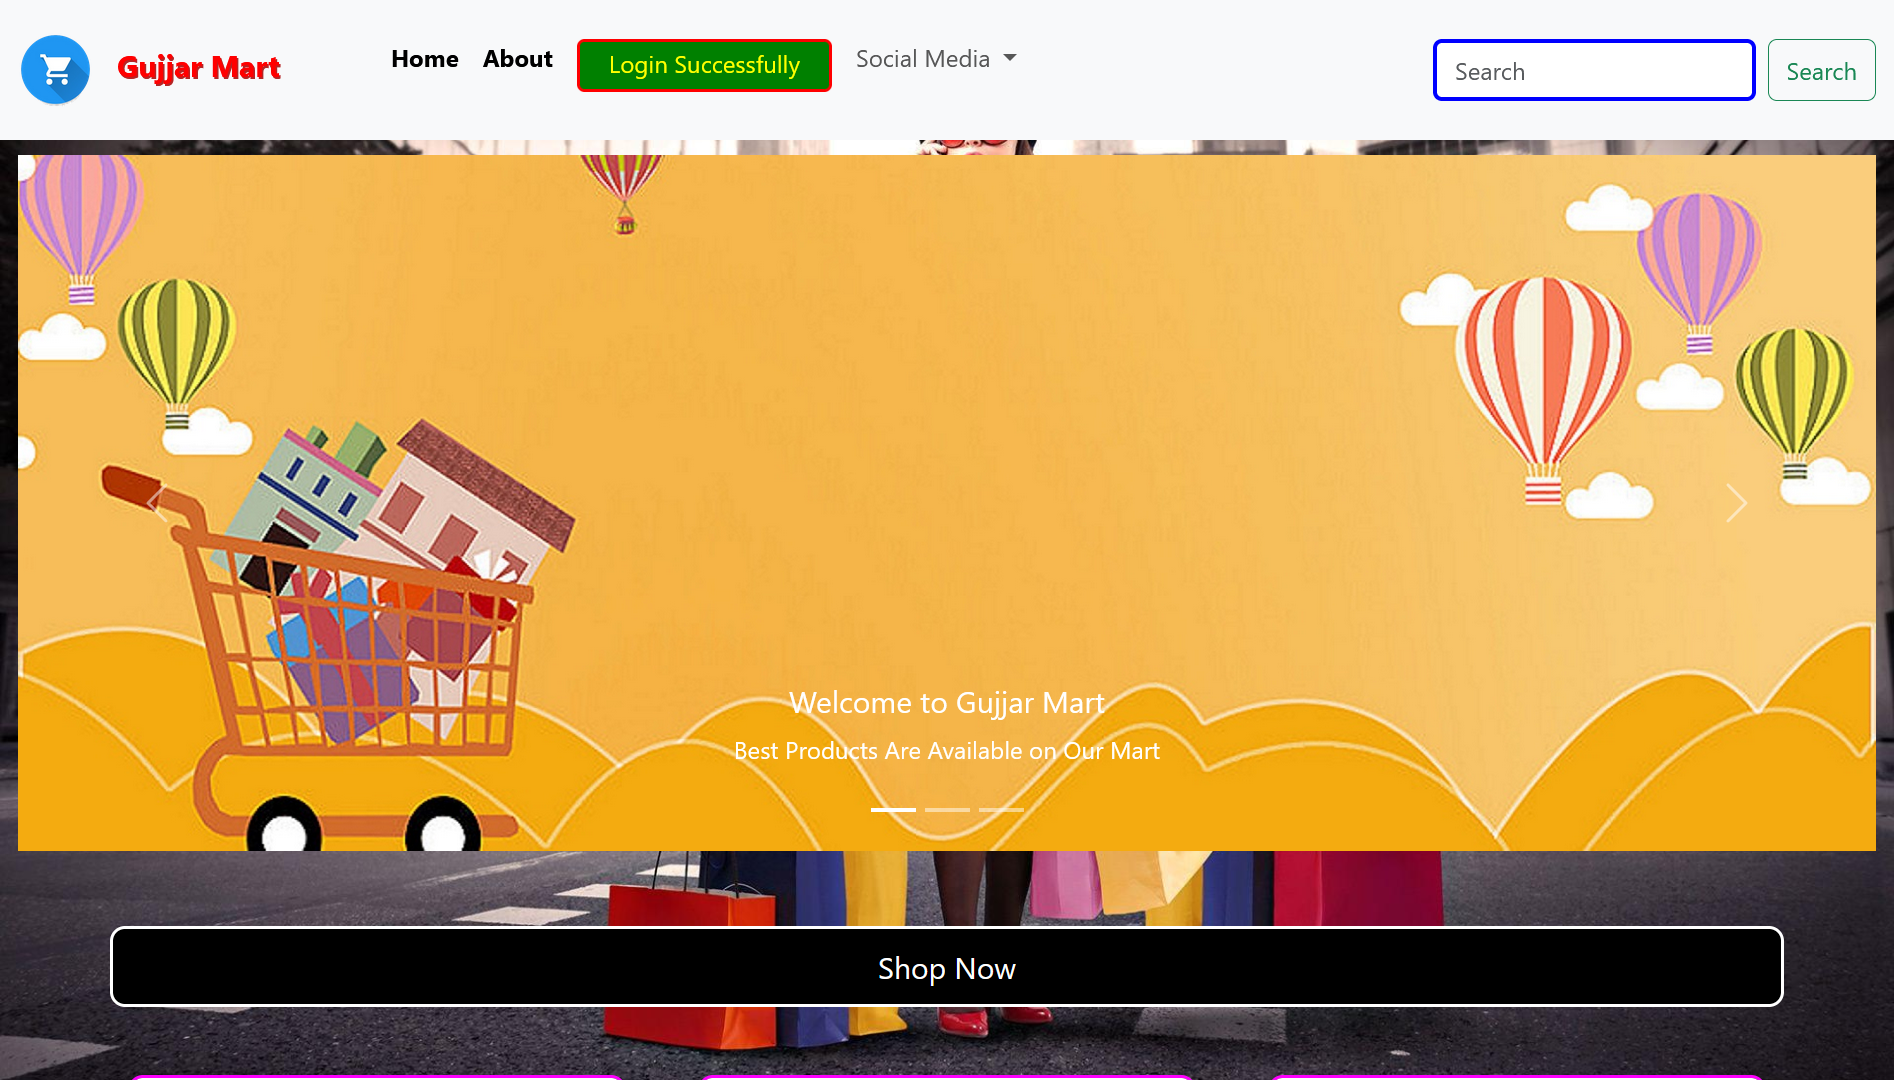 Gujjar Mart
Home
About
Login Successfully
Social Media
Search
Search
Welcome to Gujjar Mart
Best Products Are Available on Our Mart
Shop Now